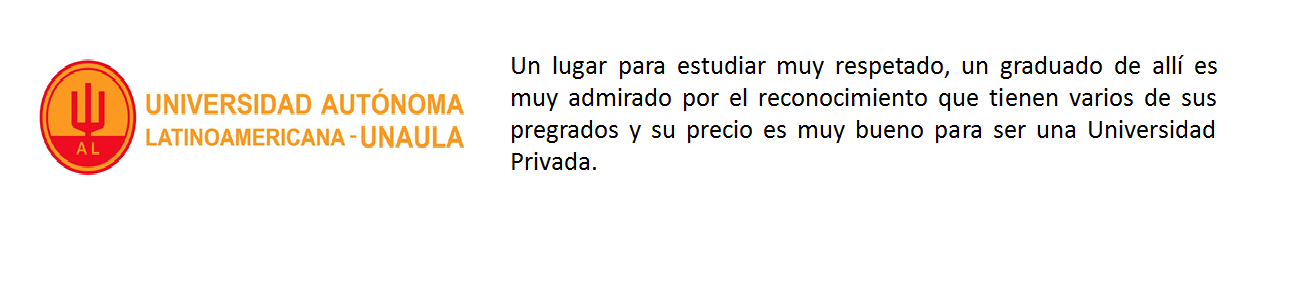 AL
UNIVERSIDAD AUTÓNOMA
LATINOAMERICANA - UNAULA
Un lugar para estudiar muy respetado, un graduado de allí es
muy admirado por el reconocimiento que tienen varios de sus
pregrados y su precio es muy bueno para ser una Universidad
Privada.